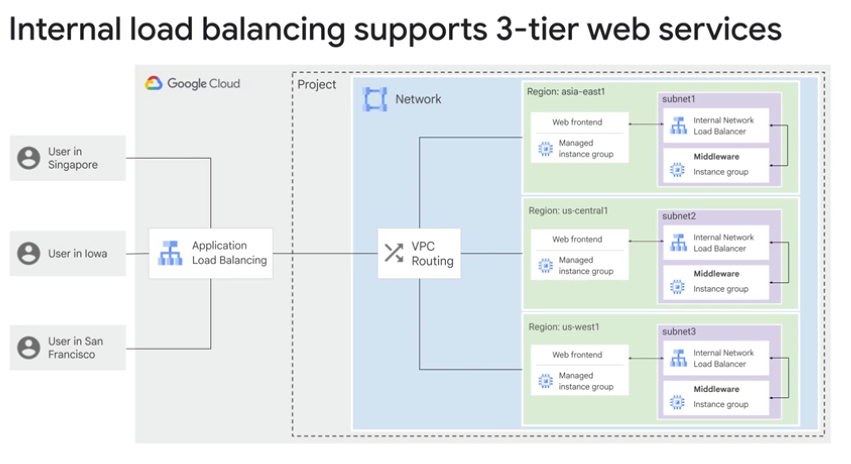 Internal load balancing supports 3-tier web services
Google Cloud
Project
Network
User in
Singapore
User in Iowa
User in San
Francisco
Application
Load Balancing
VPC
Routing
Region: asia-east1
Web frontend
Managed
instance group
subnet1
Internal Network
Load Balancer
Middleware
Instance group
Region: us-central1
Web frontend
Managed
instance group
subnet2
Internal Network
Load Balancer
Middleware
Instance group
Region: us-west1
Web frontend
Managed
instance group
subnet3
Internal Network
Load Balancer
Middleware
Instance group